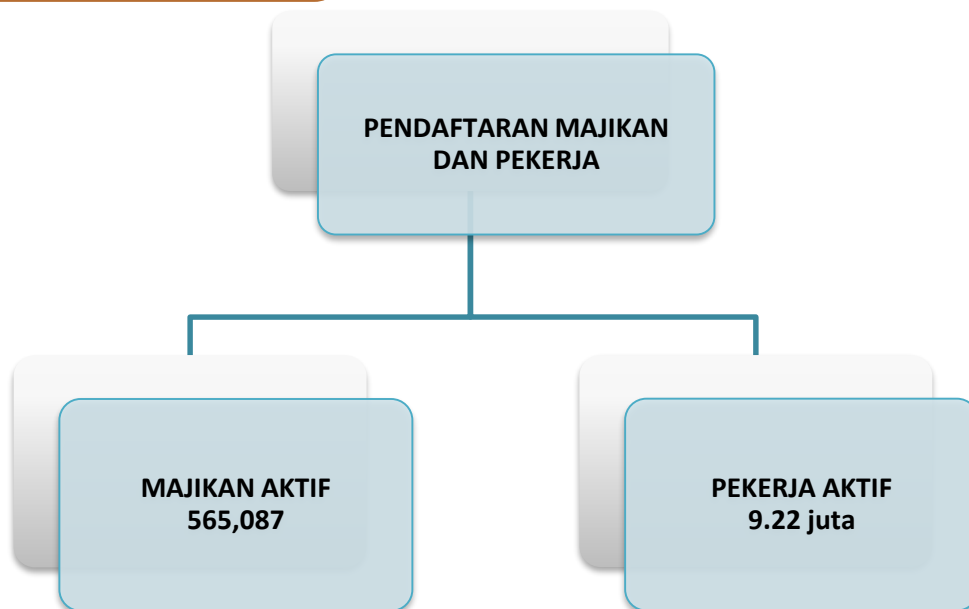 PENDAFTARAN MAJIKAN
DAN PEKERJA
MAJIKAN AKTIF
565,087
PEKERJA AKTIF
9.22 juta